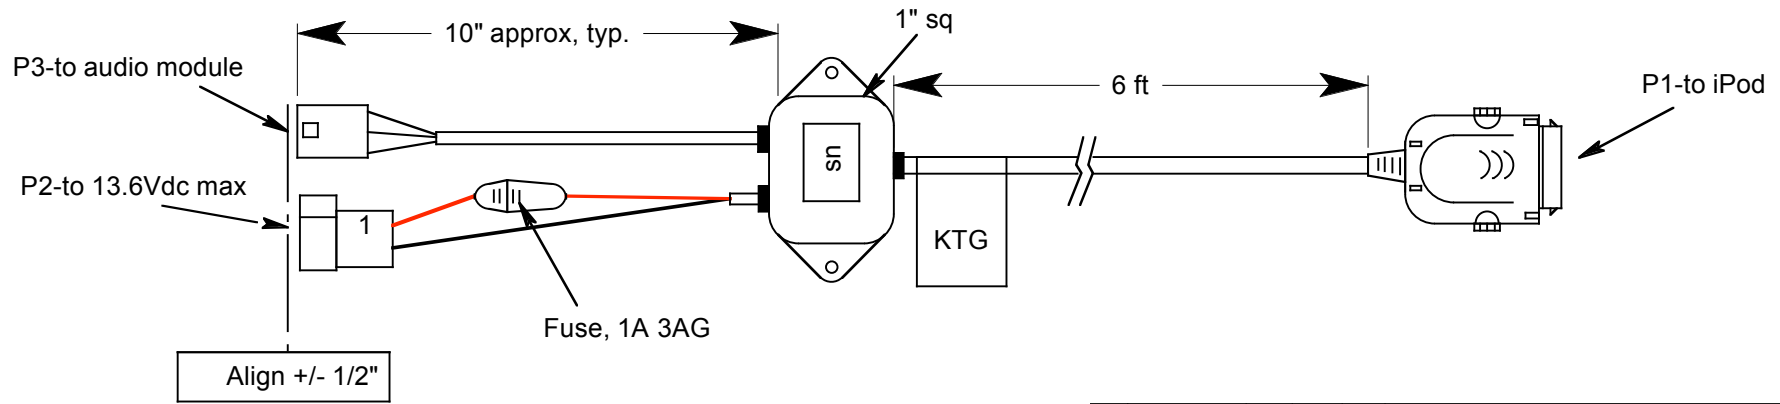 1" sq
10" approx, typ.
P3-to audio module
6 ft
P1-to iPod
sn
P2-to 13.6Vdc max
1
KTG
Fuse, 1A 3AG
Align +/- 1/2"